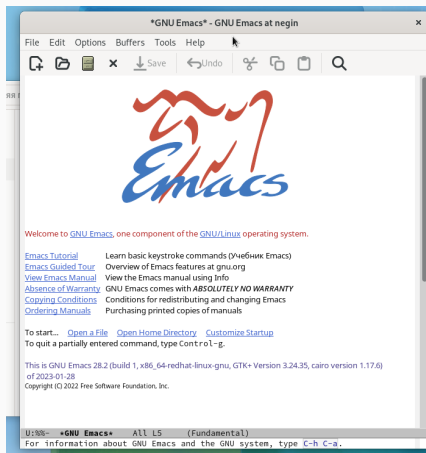 *GNU Emacs* - GNU Emacs at negin ×
File Edit Options Buffers Tools Help
Save Undo
RR
Emacs
Welcome to GNU Emacs, one component of the GNU/Linux operating system.
Emacs Tutorial Learn basic keystroke commands (Учебник Emacs)
Emacs Guided Tour Overview of Emacs features at gnu.org
View Emacs Manual View the Emacs manual using Info
Absence of Warranty GNU Emacs comes with ABSOLUTELY NO WARRANTY
Copying Conditions Conditions for redistributing and changing Emacs
Ordering Manuals Purchasing printed copies of manuals
To start... Open a File Open Home Directory Customize Startup
To quit a partially entered command, type Control-g.
This is GNU Emacs 28.2 (build 1, x86_64-redhat-linux-gnu, GTK+ Version 3.24.35, cairo version 1.17.6)
of 2023-01-28
Copyright (C) 2022 Free Software Foundation, Inc.
U:%%- *GNU Emacs* All L5 (Fundamental)
For information about GNU Emacs and the GNU system, type C-h C-a.